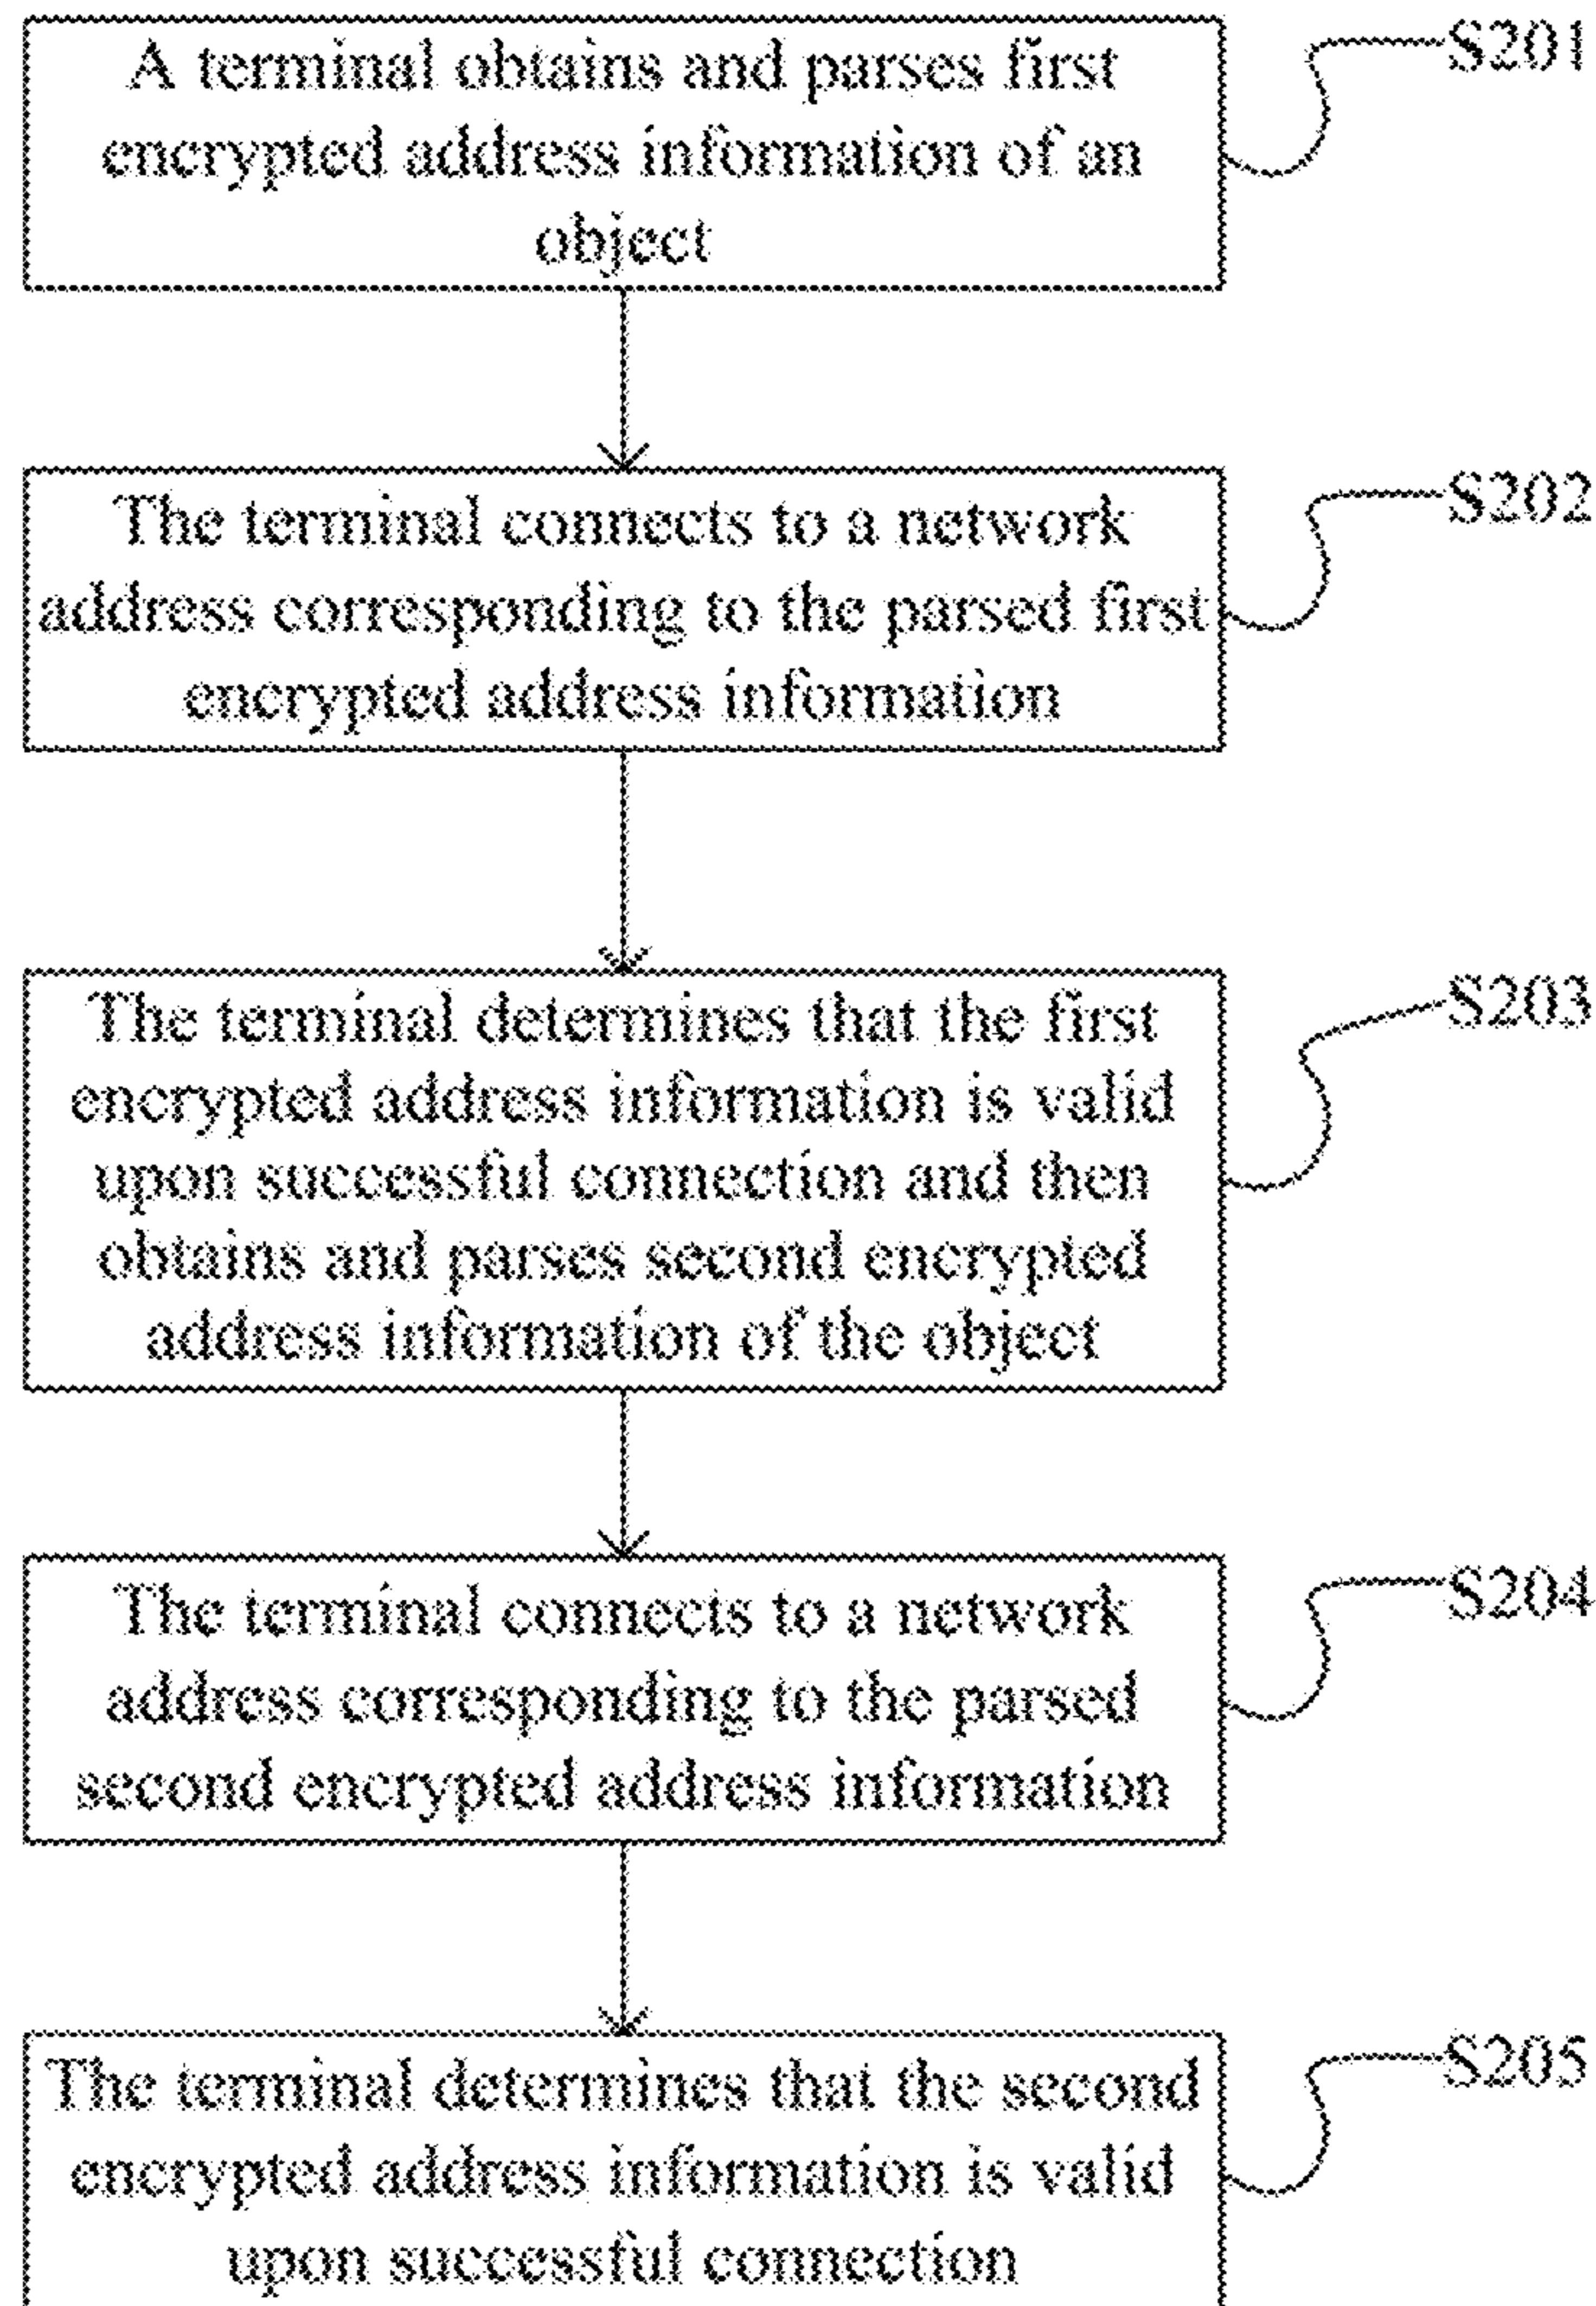 A terminal obtains and parses first
encrypted address information of an
object
S201
The terminal connects to a network
address corresponding to the parsed first
encrypted address information
S202
The terminal determines that the first
encrypted address information is valid
upon successful connection and then
obtains and parses second encrypted
address information of the object
S203
The terminal connects to a network
address corresponding to the parsed
second encrypted address information
S204
The terminal determines that the second
encrypted address information is valid
upon successful connection
S205